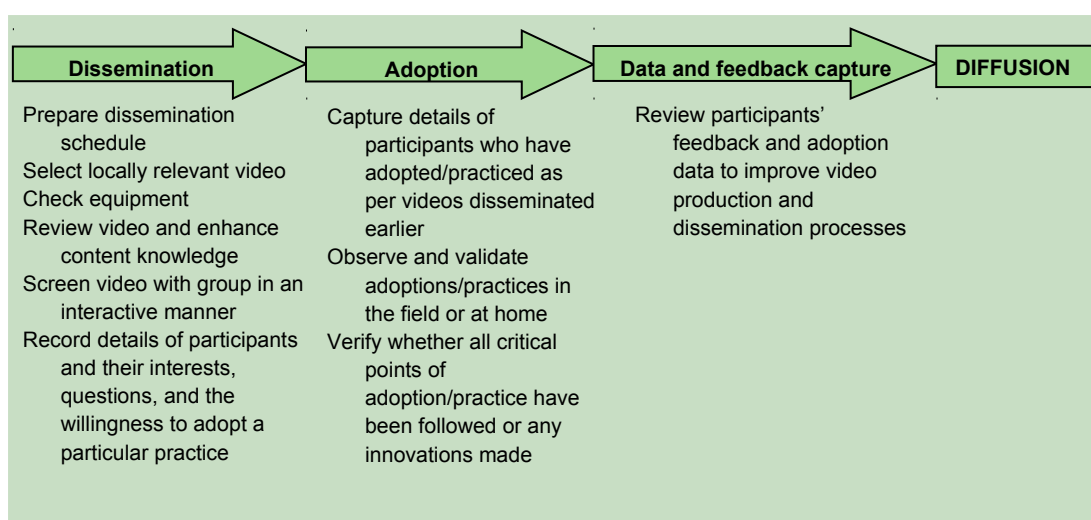 Dissemination
Adoption
Data and feedback capture
DIFFUSION
Prepare dissemination
schedule
Select locally relevant video
Check equipment
Review video and enhance
content knowledge
Screen video with group in an
interactive manner
Record details of participants
and their interests,
questions, and the
willingness to adopt a
particular practice
Capture details of
participants who have
adopted/practiced as
per videos disseminated
earlier
Observe and validate
adoptions/practices in
the field or at home
Verify whether all critical
points of
adoption/practice have
been followed or any
innovations made
Review participants’
feedback and adoption
data to improve video
production and
dissemination processes